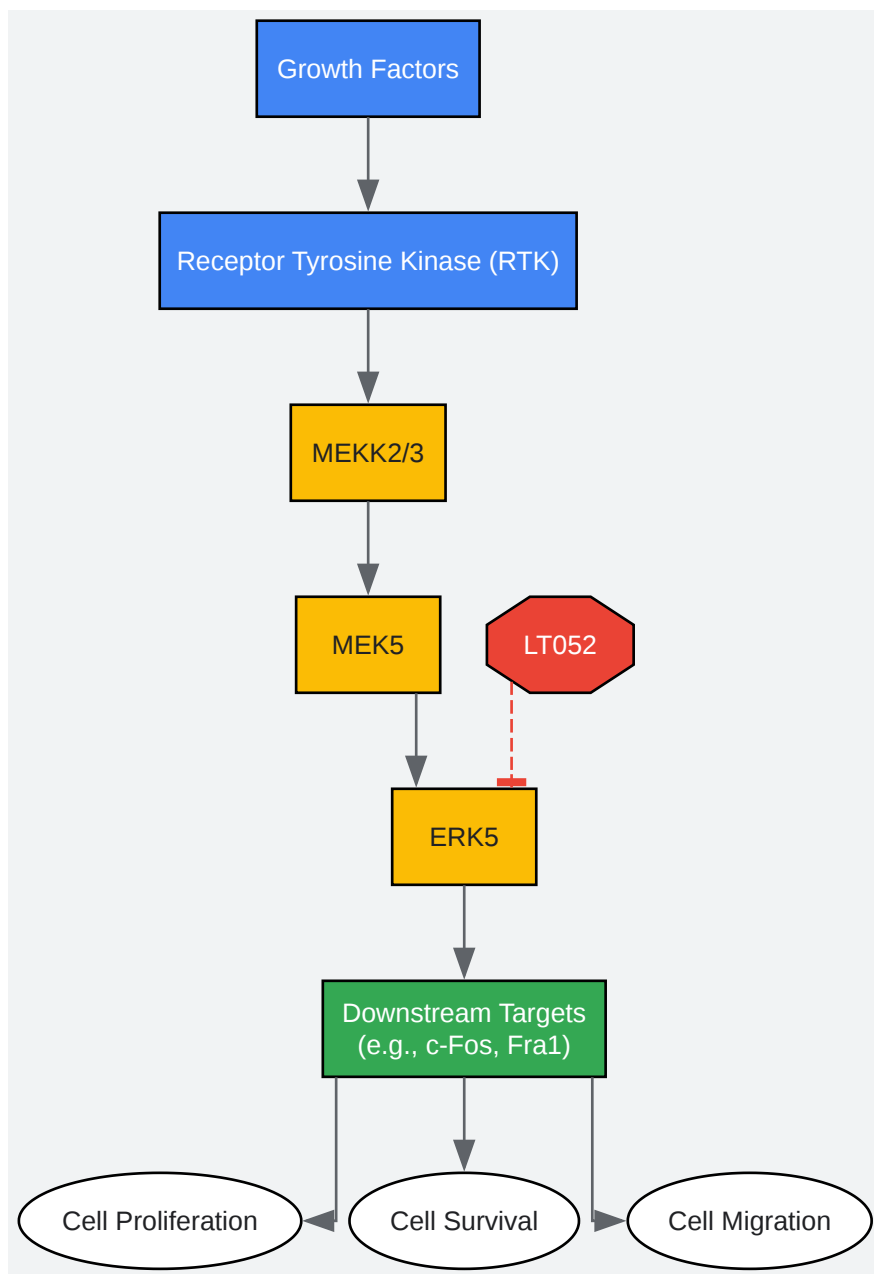 Growth Factors
Receptor Tyrosine Kinase (RTK)
MEKK2/3
MEK5
LT052
ERK5
Downstream Targets
(e.g., c-Fos, Fra1)
Cell Proliferation
Cell Survival
Cell Migration